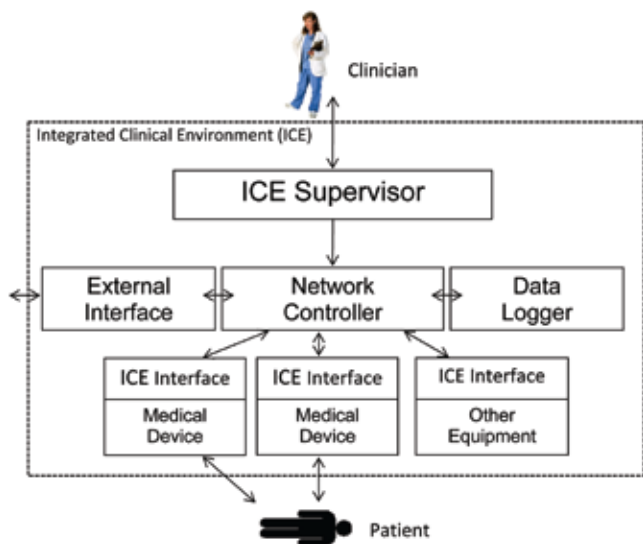 Clinician
Integrated Clinical Environment (ICE)
ICE Supervisor
External
Interface
Network
Controller
Data
Logger
ICE Interface
Medical
Device
ICE Interface
Medical
Device
ICE Interface
Other
Equipment
Patient